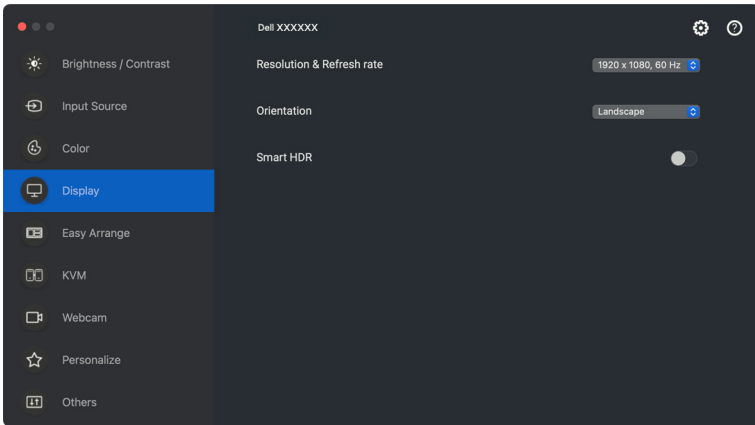 Dell XXXXXX
Brightness / Contrast
Input Source
Color
Display
Easy Arrange
KVM
Webcam
Personalize
Others
Resolution & Refresh rate
1920 x 1080, 60 Hz
Orientation
Landscape
Smart HDR